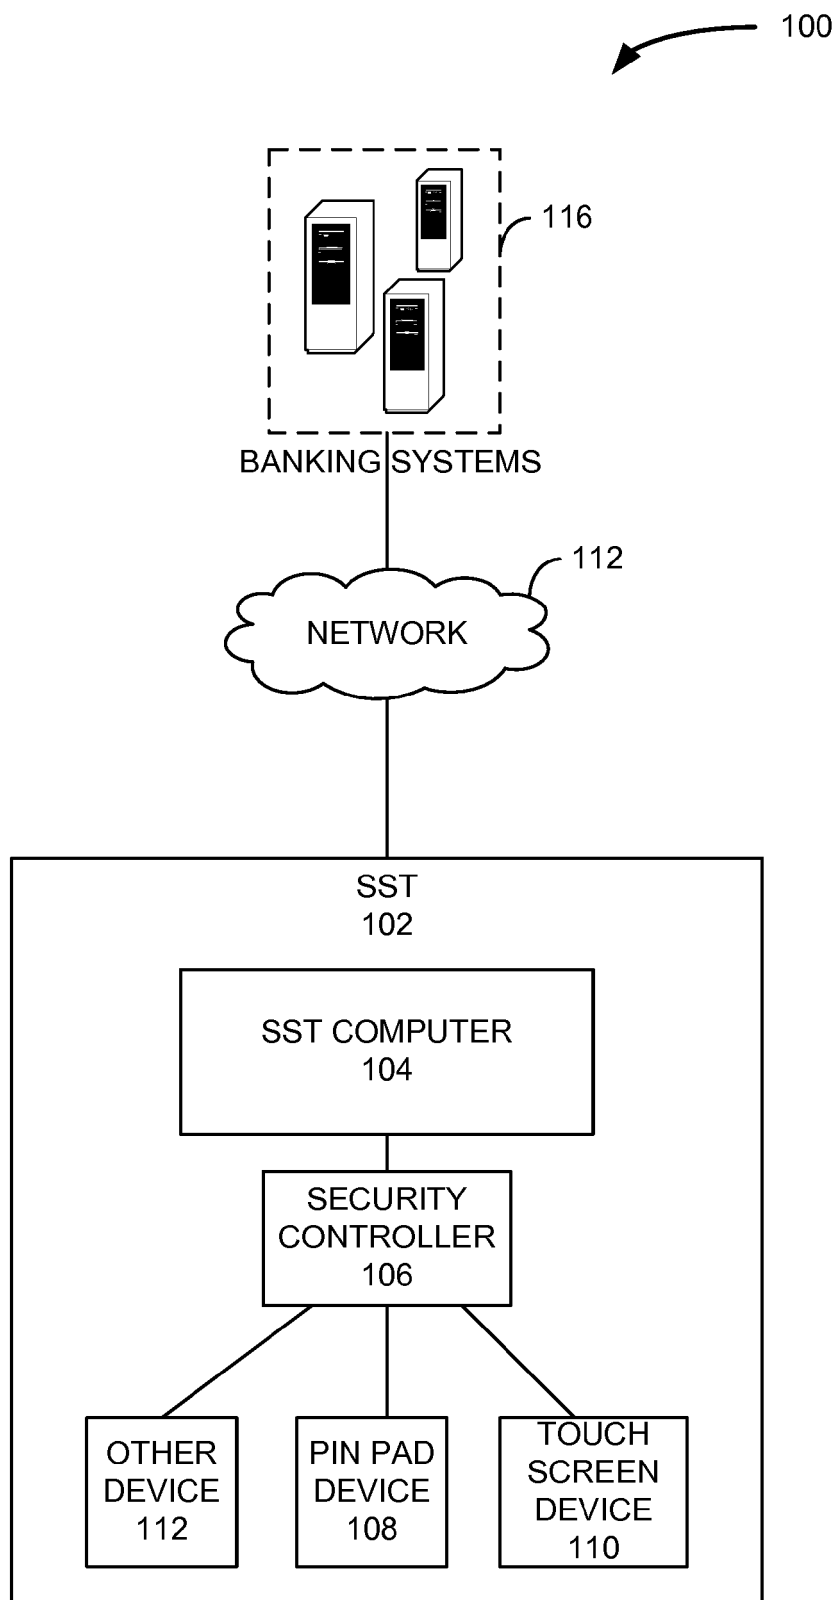 100
116
BANKING SYSTEMS
112
NETWORK
SST
102
SST COMPUTER
104
SECURITY
CONTROLLER
106
OTHER
DEVICE
112
PIN PAD
DEVICE
108
TOUCH
SCREEN
DEVICE
110